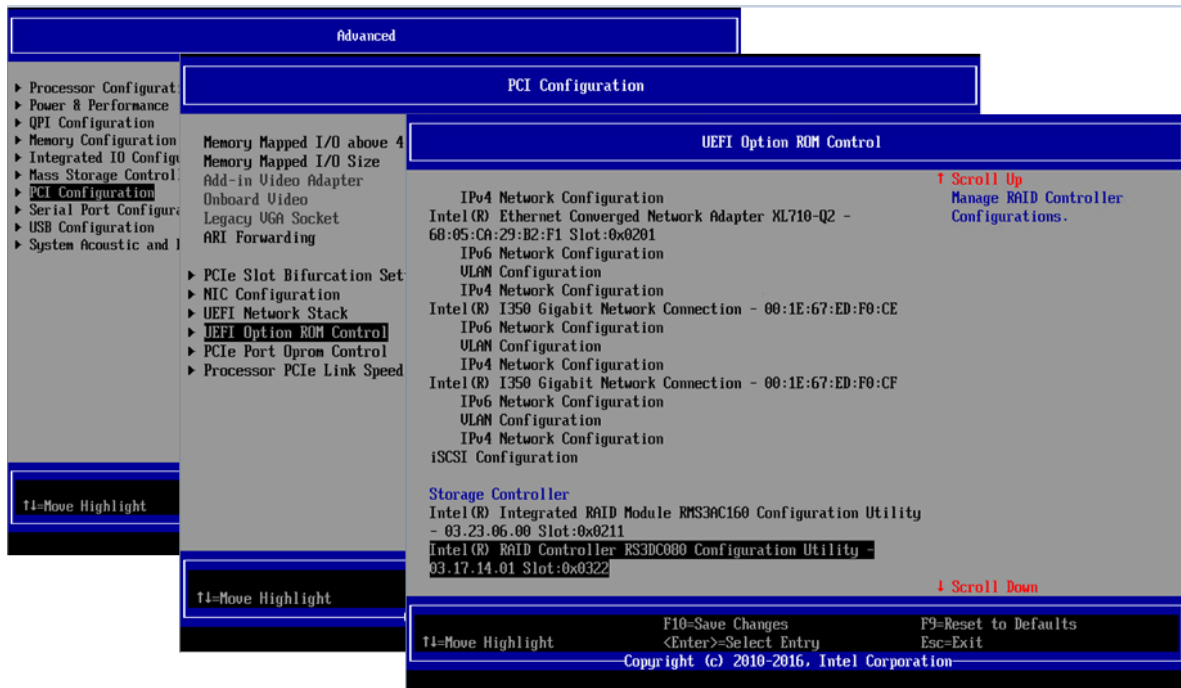 Advanced
▶ Processor Configurat
▶ Power & Performance
▶ QPI Configuration
▶ Memory Configuration
▶ Integrated IO Configu
▶ Mass Storage Control
▶ PCI Configuration
▶ Serial Port Configura
▶ USB Configuration
▶ System Acoustic and
↑↓=Move Highlight
PCI Configuration
Memory Mapped I/O above 4
Memory Mapped I/O Size
Add-in Video Adapter
Onboard Video
Legacy VGA Socket
ARI Forwarding
▶ PCIe Slot Bifurcation Set
▶ NIC Configuration
▶ UEFI Network Stack
▶ UEFI Option ROM Control
▶ PCIe Port Oprom Control
▶ Processor PCIe Link Speed
↑↓=Move Highlight
UEFI Option ROM Control
IPv4 Network Configuration
Intel(R) Ethernet Converged Network Adapter XL710-Q2 -
68:05:CA:29:B2:F1 Slot:0x0201
IPv6 Network Configuration
VLAN Configuration
IPv4 Network Configuration
Intel(R) I350 Gigabit Network Connection - 00:1E:67:ED:F0:CE
IPv6 Network Configuration
VLAN Configuration
IPv4 Network Configuration
Intel(R) I350 Gigabit Network Connection - 00:1E:67:ED:F0:CF
IPv6 Network Configuration
VLAN Configuration
IPv4 Network Configuration
iSCSI Configuration
Storage Controller
Intel(R) Integrated RAID Module RMS3AC160 Configuration Utility
- 03.23.06.00 Slot:0x0211
Intel(R) RAID Controller RS3DC080 Configuration Utility -
03.17.14.01 Slot:0x0322
↑ Scroll Up
Manage RAID Controller
Configurations.
↓ Scroll Down
F10=Save Changes F9=Reset to Defaults
↑↓=Move Highlight <Enter>=Select Entry Esc=Exit
Copyright (c) 2010-2016, Intel Corporation